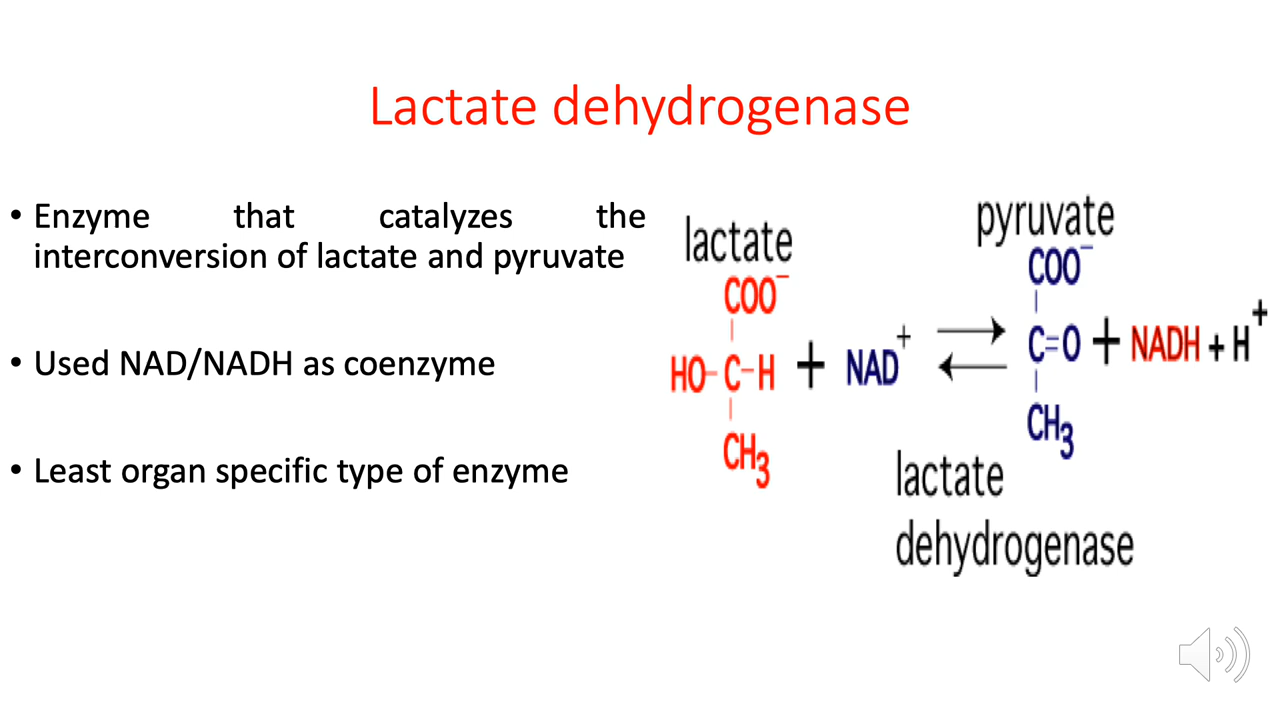 Lactate dehydrogenase
• Enzyme that catalyzes the
interconversion of lactate and pyruvate
• Used NAD/NADH as coenzyme
• Least organ specific type of enzyme
lactate
COO⁻
HO-C-H
CH₃
+ NAD⁺
pyruvate
COO⁻
C=O
CH₃
+ NADH + H⁺
lactate
dehydrogenase